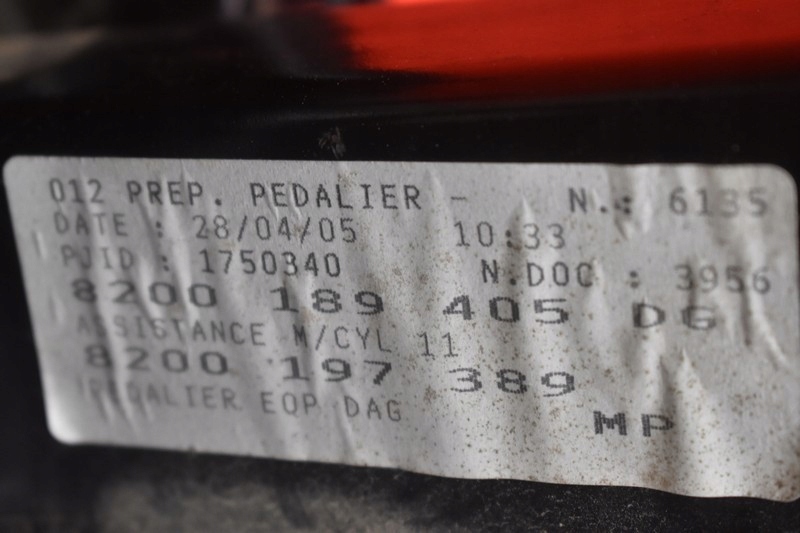 012 PREP. PEDALIER - N.: 6135
DATE : 28/04/05 10:33
PJID : 1750340 N.DOC : 3956
8200 189 405 DG
ASSISTANCE M/CYL 11
8200 197 389
PEDALIER EQP DAG MP